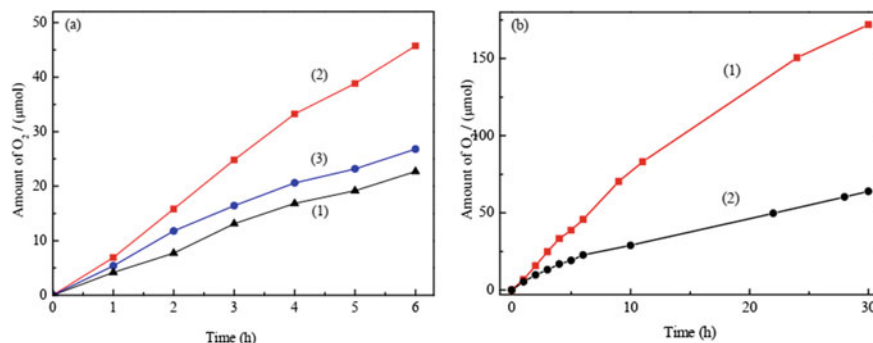 (a)
50
40
30
20
10
0
Amount of O2 / (μmol)
(2)
(3)
(1)
0 1 2 3 4 5 6
Time (h)
(b)
150
100
50
0
Amount of O2 / (μmol)
(1)
(2)
0 10 20 30
Time (h)